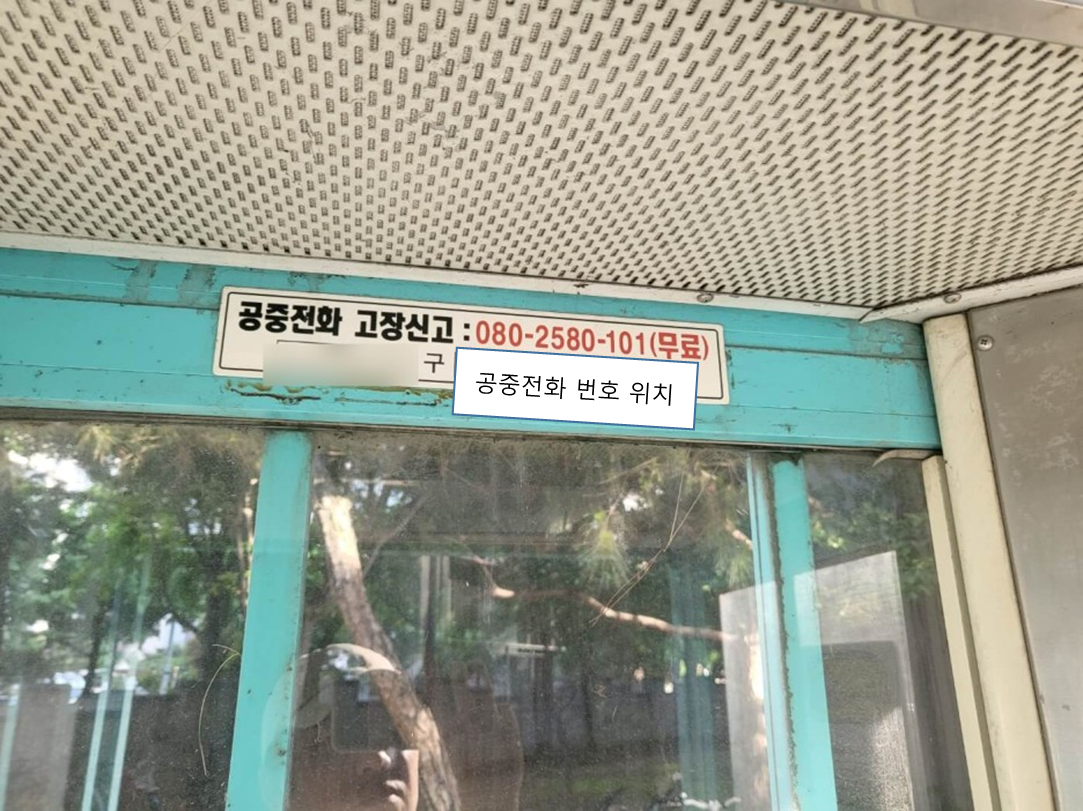 공중전화 고장신고 : 080-2580-101(무료)
구
공중전화 번호 위치